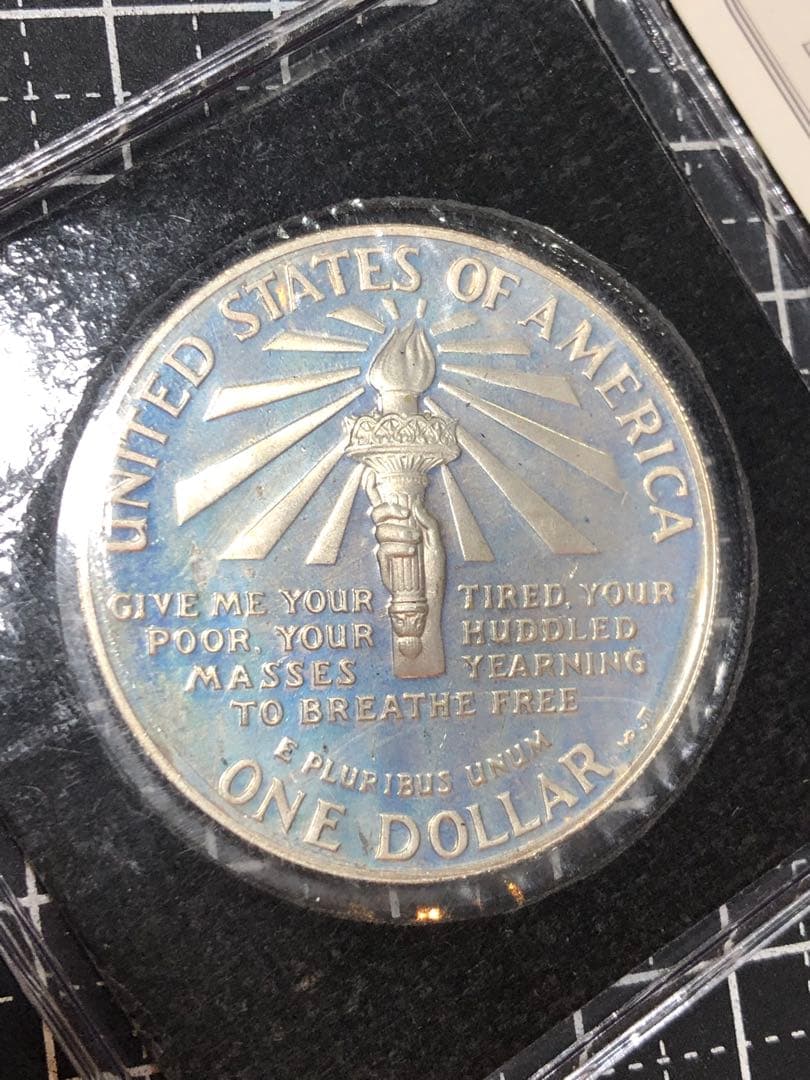 UNITED STATES OF AMERICA
GIVE ME YOUR TIRED, YOUR
POOR, YOUR HUDDLED
MASSES YEARNING
TO BREATHE FREE
E PLURIBUS UNUM
ONE DOLLAR